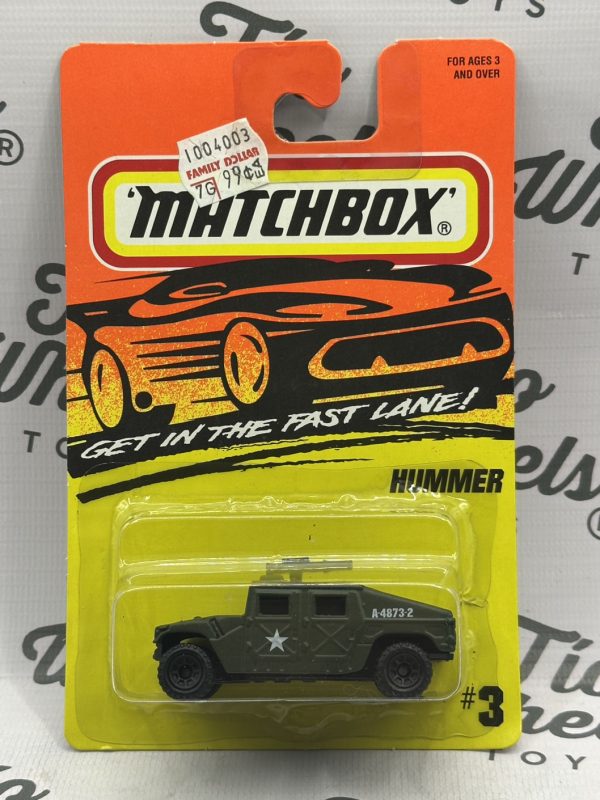 FOR AGES 3
AND OVER
1004003
FAMILY DOLLAR
7G 99¢
'MATCHBOX'®
GET IN THE FAST LANE!
HUMMER
A-4873-2
#3